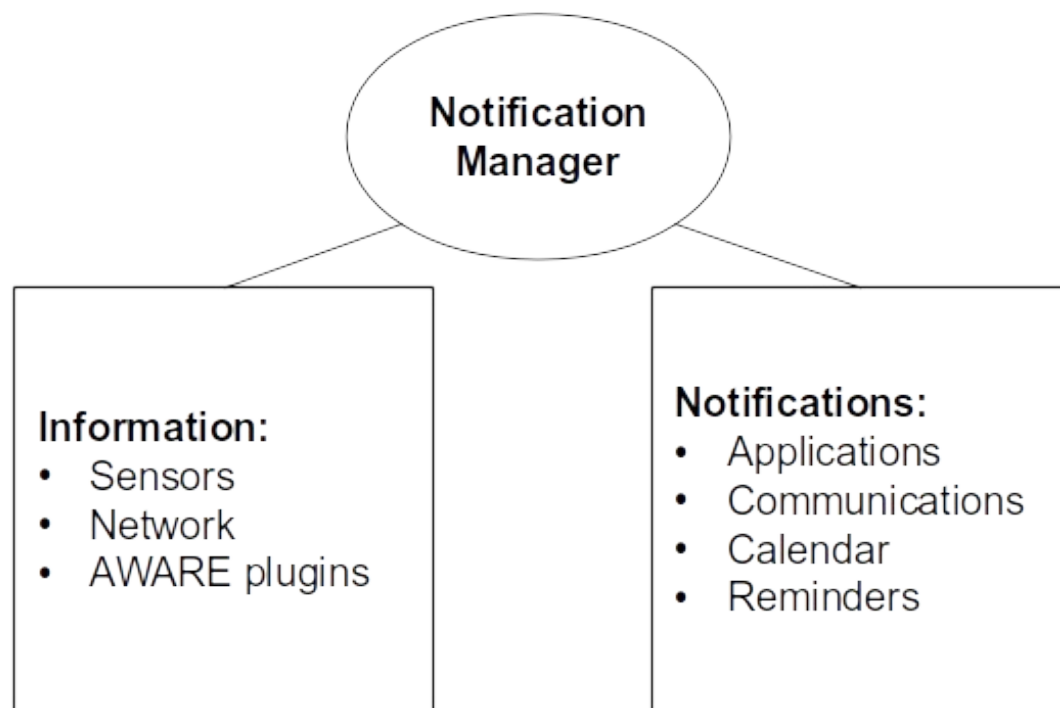 Notification
Manager
Information:
• Sensors
• Network
• AWARE plugins
Notifications:
• Applications
• Communications
• Calendar
• Reminders